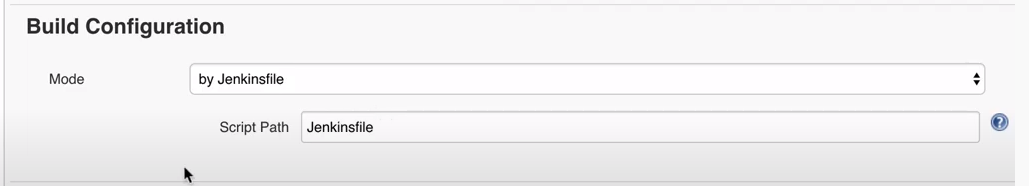 Build Configuration
Mode by Jenkinsfile
Script Path Jenkinsfile ?